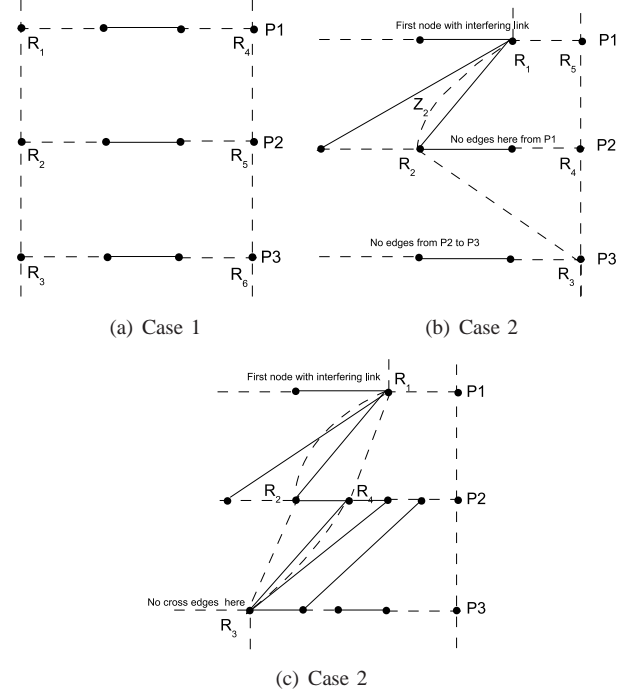 P1
R1
R4
P2
R2
R5
P3
R3
R6
(a) Case 1
First node with interfering link
P1
R1
R5
Z2
No edges here from P1
P2
R2
R4
No edges from P2 to P3
P3
R3
(b) Case 2
First node with interfering link
R1
P1
R2
R4
P2
No cross edges here
P3
R3
(c) Case 2